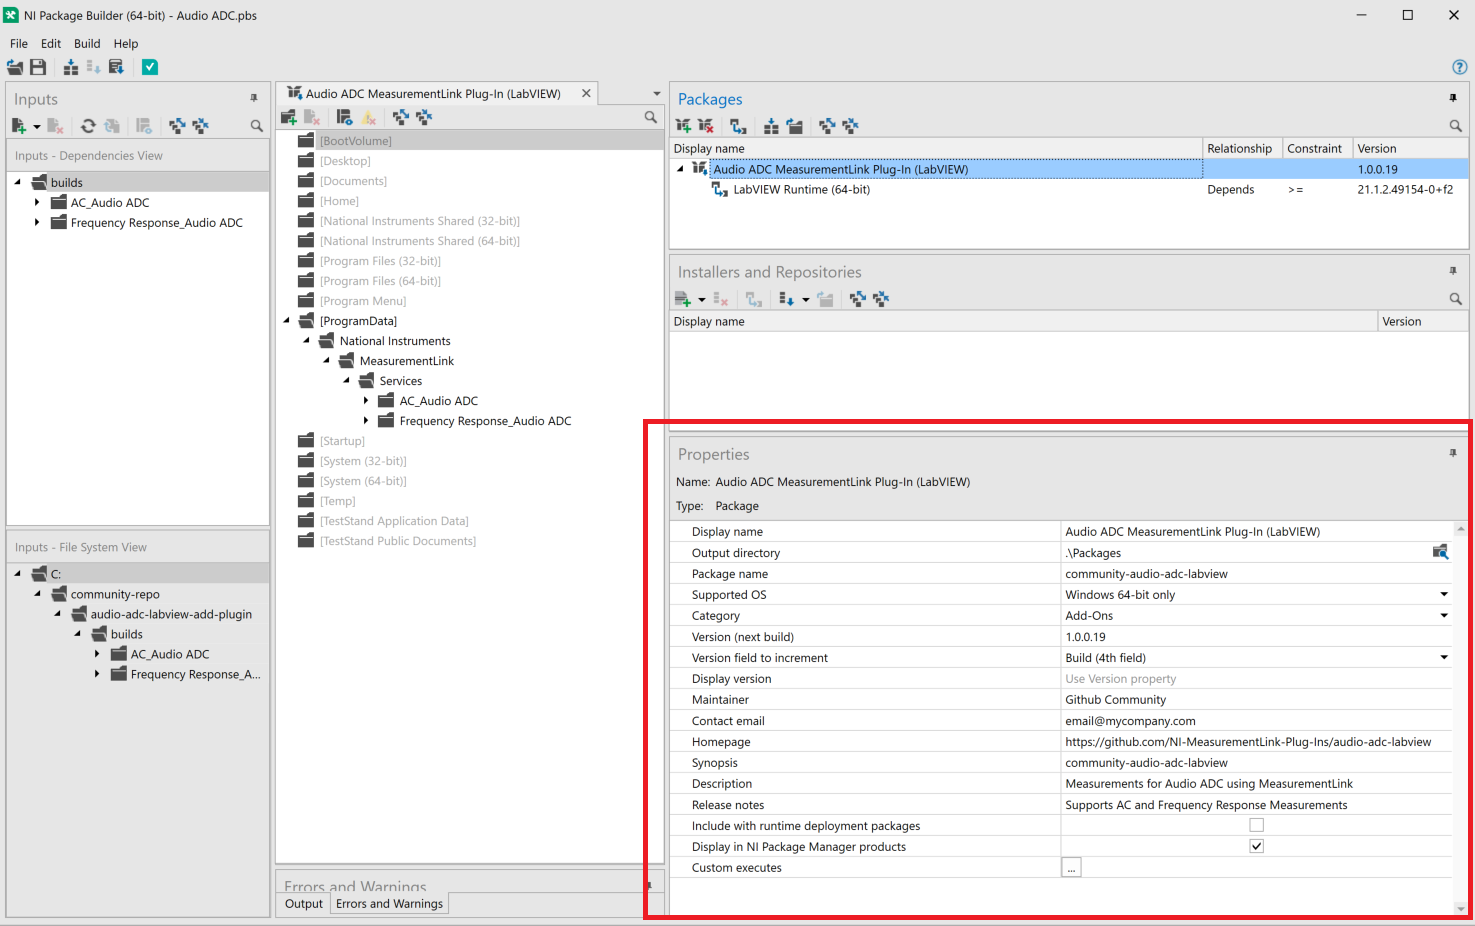 NI Package Builder (64-bit) - Audio ADC.pbs
File Edit Build Help
Inputs
Inputs - Dependencies View
builds
AC_Audio ADC
Frequency Response_Audio ADC
Inputs - File System View
C:
community-repo
audio-adc-labview-add-plugin
builds
AC_Audio ADC
Frequency Response_A...
Audio ADC MeasurementLink Plug-In (LabVIEW)
[BootVolume]
[Desktop]
[Documents]
[Home]
[National Instruments Shared (32-bit)]
[National Instruments Shared (64-bit)]
[Program Files (32-bit)]
[Program Files (64-bit)]
[Program Menu]
[ProgramData]
National Instruments
MeasurementLink
Services
AC_Audio ADC
Frequency Response_Audio ADC
[Startup]
[System (32-bit)]
[System (64-bit)]
[Temp]
[TestStand Application Data]
[TestStand Public Documents]
Errors and Warnings
Output Errors and Warnings
Packages
Display name Relationship Constraint Version
Audio ADC MeasurementLink Plug-In (LabVIEW) 1.0.0.19
LabVIEW Runtime (64-bit) Depends >= 21.1.2.49154-0+f2
Installers and Repositories
Display name Version
Properties
Name: Audio ADC MeasurementLink Plug-In (LabVIEW)
Type: Package
Display name Audio ADC MeasurementLink Plug-In (LabVIEW)
Output directory .\Packages
Package name community-audio-adc-labview
Supported OS Windows 64-bit only
Category Add-Ons
Version (next build) 1.0.0.19
Version field to increment Build (4th field)
Display version Use Version property
Maintainer Github Community
Contact email email@mycompany.com
Homepage https://github.com/NI-MeasurementLink-Plug-Ins/audio-adc-labview
Synopsis community-audio-adc-labview
Description Measurements for Audio ADC using MeasurementLink
Release notes Supports AC and Frequency Response Measurements
Include with runtime deployment packages
Display in NI Package Manager products
Custom executes ...